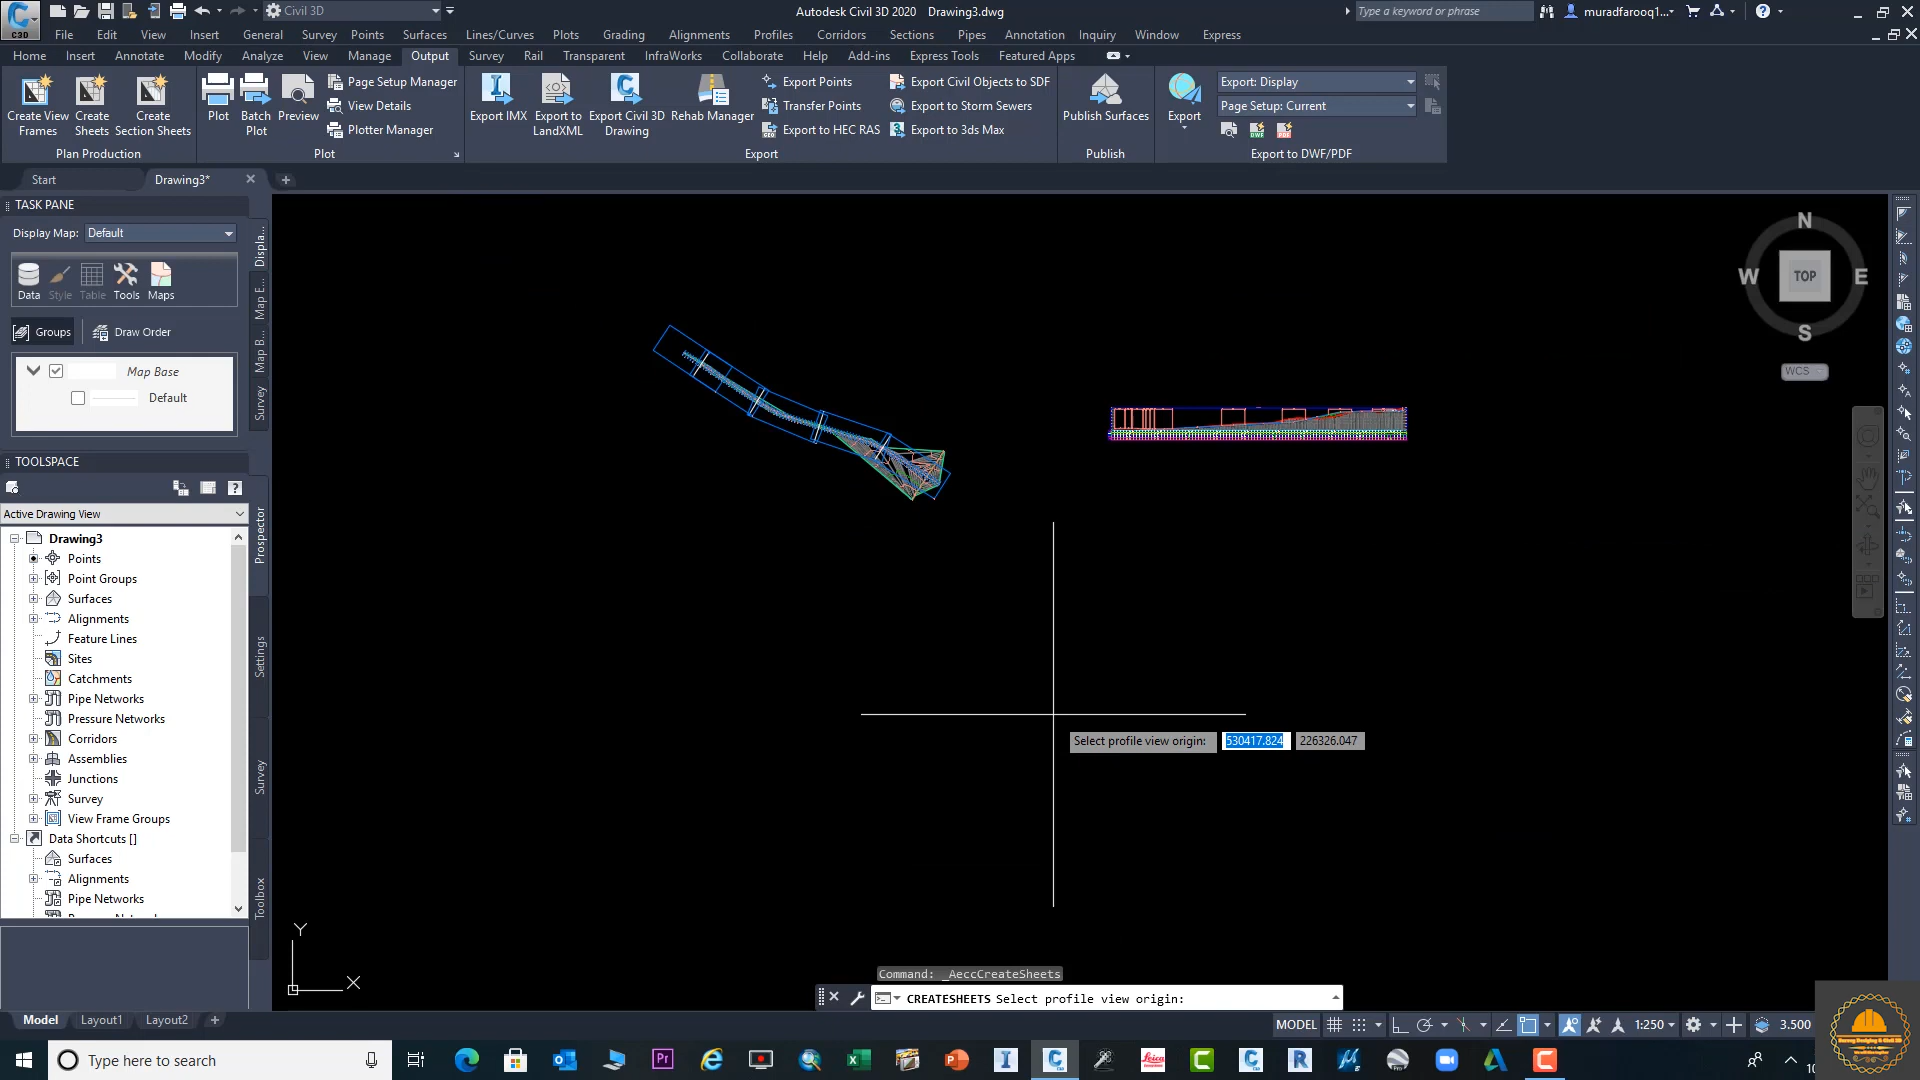 Civil 3D
Autodesk Civil 3D 2020 Drawing3.dwg
Type a keyword or phrase
muradfarooq1...
C3D
File Edit View Insert General Survey Points Surfaces Lines/Curves Plots Grading Alignments Profiles Corridors Sections Pipes Annotation Inquiry Window Express
Home Insert Annotate Modify Analyze View Manage Output Survey Rail Transparent InfraWorks Collaborate Help Add-ins Express Tools Featured Apps
Create View Frames
Create Sheets
Create Section Sheets
Plan Production
Plot
Batch Plot
Preview
Page Setup Manager
View Details
Plotter Manager
Plot
Export IMX
Export to LandXML
Export Civil 3D Drawing
Rehab Manager
Export Points
Transfer Points
Export to HEC RAS
Export Civil Objects to SDF
Export to Storm Sewers
Export to 3ds Max
Export
Publish Surfaces
Publish
Export
Export: Display
Page Setup: Current
Export to DWF/PDF
Start
Drawing3*
TASK PANE
Display Map: Default
Data Style Table Tools Maps
Groups Draw Order
Map Base
Default
Displa...
Map E...
Map B...
Survey
TOOLSPACE
Active Drawing View
Drawing3
Points
Point Groups
Surfaces
Alignments
Feature Lines
Sites
Catchments
Pipe Networks
Pressure Networks
Corridors
Assemblies
Junctions
Survey
View Frame Groups
Data Shortcuts []
Surfaces
Alignments
Pipe Networks
Prospector
Settings
Survey
Toolbox
N
W TOP E
S
WCS
Select profile view origin: 530417.824 226326.047
Y
X
Command: _AeccCreateSheets
CREATESHEETS Select profile view origin:
Model Layout1 Layout2
MODEL
1:250
3.500
Type here to search